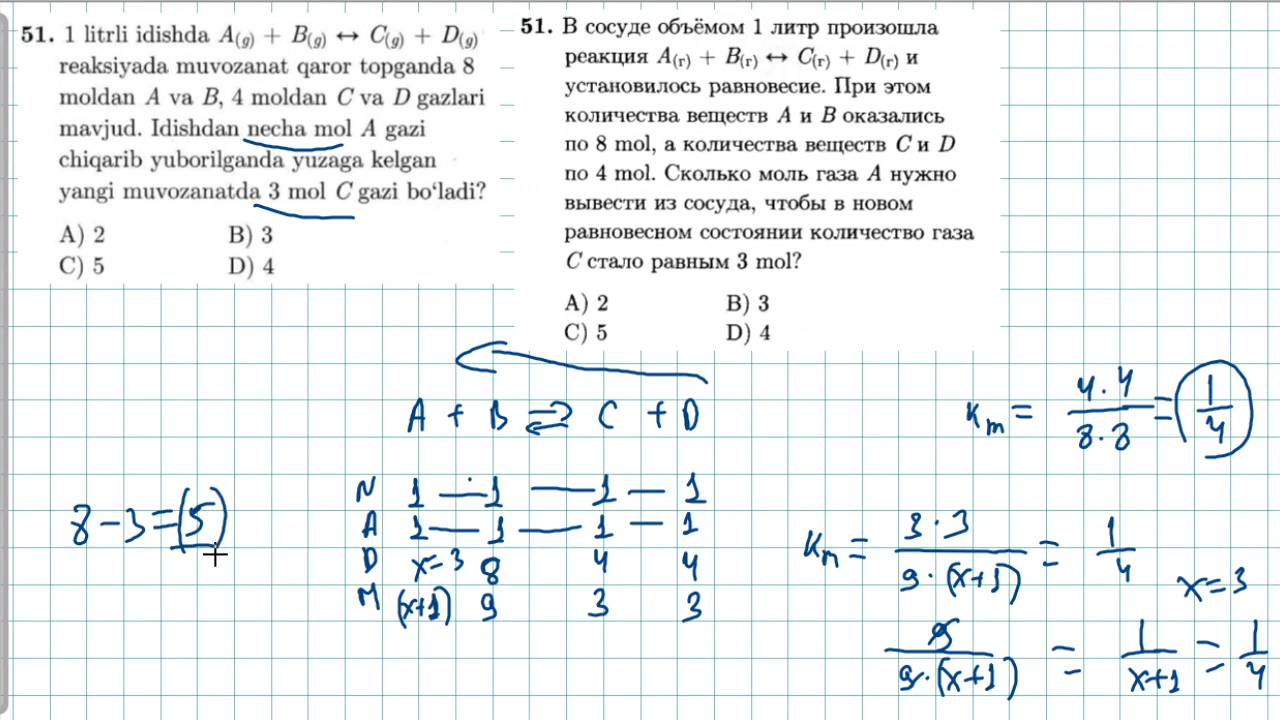 51. 1 litrli idishda A(g) + B(g) ↔ C(g) + D(g)
reaksiyada muvozanat qaror topganda 8
moldan A va B, 4 moldan C va D gazlari
mavjud. Idishdan necha mol A gazi
chiqarib yuborilganda yuzaga kelgan
yangi muvozanatda 3 mol C gazi bo‘ladi?
A) 2 B) 3
C) 5 D) 4
51. В сосуде объёмом 1 литр произошла
реакция A(г) + B(г) ↔ C(г) + D(г) и
установилось равновесие. При этом
количества веществ A и B оказались
по 8 mol, а количества веществ C и D
по 4 mol. Сколько моль газа A нужно
вывести из сосуда, чтобы в новом
равновесном состоянии количество газа
C стало равным 3 mol?
A) 2 B) 3
C) 5 D) 4
A + B ⇄ C + D
N 1 — 1 — 1 — 1
A 1 — 1 — 1 — 1
D x=3 8 4 4
M (x+1) 9 3 3
8-3=(5)
Km = 4·4 / 8·8 = 1/4
Km = 3·3 / 9·(x+1) = 1/4
x=3
9 / 9·(x+1) = 1/x+1 = 1/4